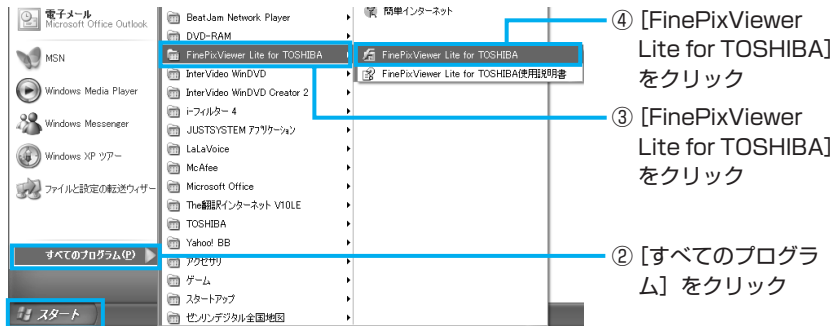 電子メール
Microsoft Office Outlook
MSN
Windows Media Player
Windows Messenger
Windows XP ツアー
ファイルと設定の転送ウィザー
すべてのプログラム(P)
スタート
BeatJam Network Player
DVD-RAM
FinePixViewer Lite for TOSHIBA
InterVideo WinDVD
InterVideo WinDVD Creator 2
i-フィルター 4
JUSTSYSTEM アプリケーション
LaLaVoice
McAfee
Microsoft Office
The翻訳インターネット V10LE
TOSHIBA
Yahoo! BB
アクセサリ
ゲーム
スタートアップ
ゼンリンデジタル全国地図
簡単インターネット
FinePixViewer Lite for TOSHIBA
FinePixViewer Lite for TOSHIBA使用説明書
④ [FinePixViewer
Lite for TOSHIBA]
をクリック
③ [FinePixViewer
Lite for TOSHIBA]
をクリック
② [すべてのプログラ
ム] をクリック